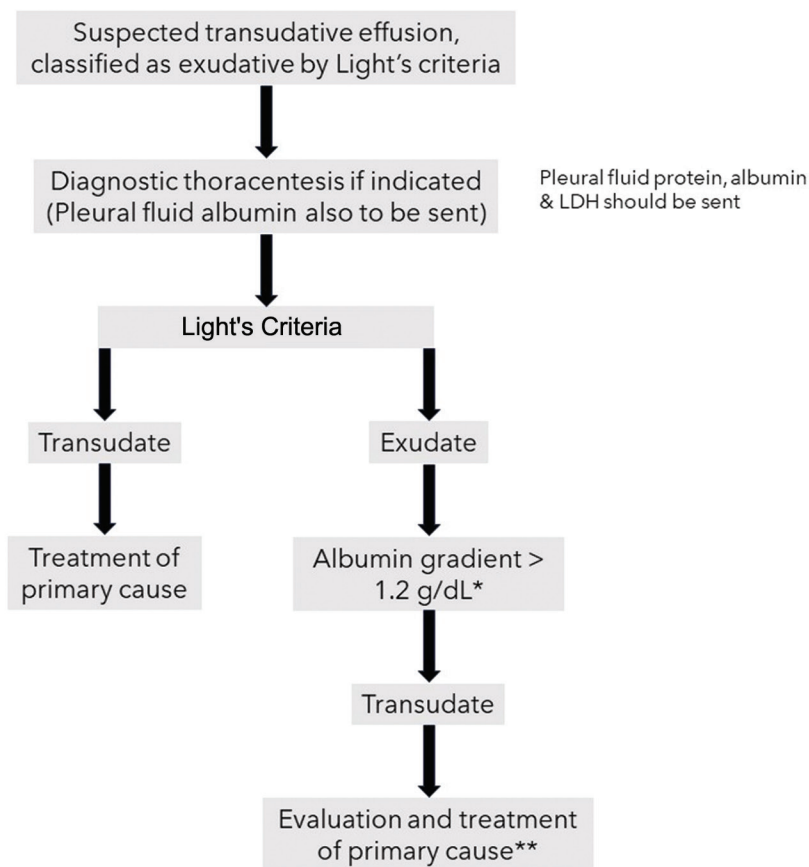 Suspected transudative effusion,
classified as exudative by Light’s criteria
Diagnostic thoracentesis if indicated
(Pleural fluid albumin also to be sent)
Pleural fluid protein, albumin
& LDH should be sent
Light's Criteria
Transudate
Exudate
Treatment of
primary cause
Albumin gradient >
1.2 g/dL*
Transudate
Evaluation and treatment
of primary cause**